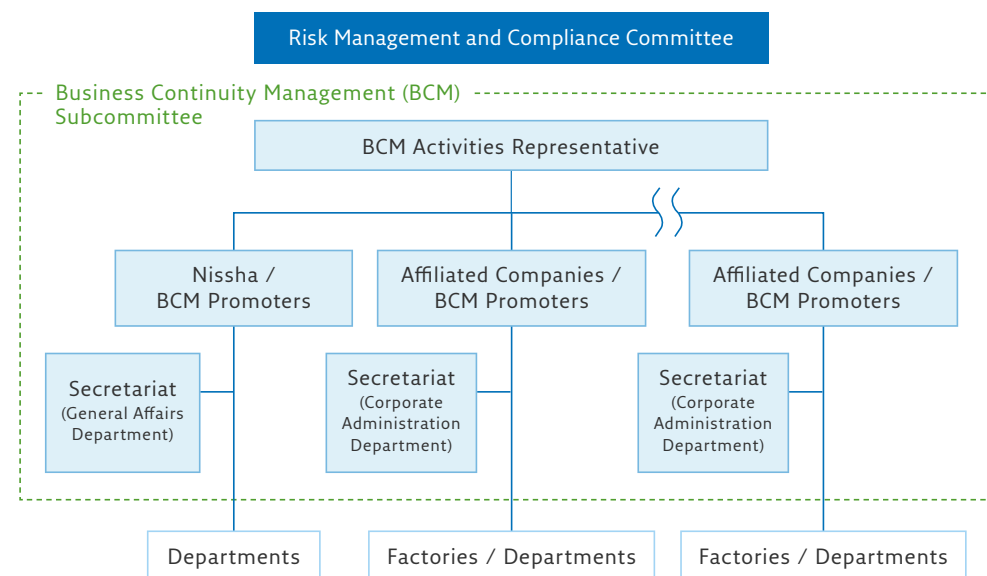 Risk Management and Compliance Committee
Business Continuity Management (BCM)
Subcommittee
BCM Activities Representative
Nissha /
BCM Promoters
Affiliated Companies /
BCM Promoters
Affiliated Companies /
BCM Promoters
Secretariat
(General Affairs
Department)
Secretariat
(Corporate
Administration
Department)
Secretariat
(Corporate
Administration
Department)
Departments
Factories / Departments
Factories / Departments